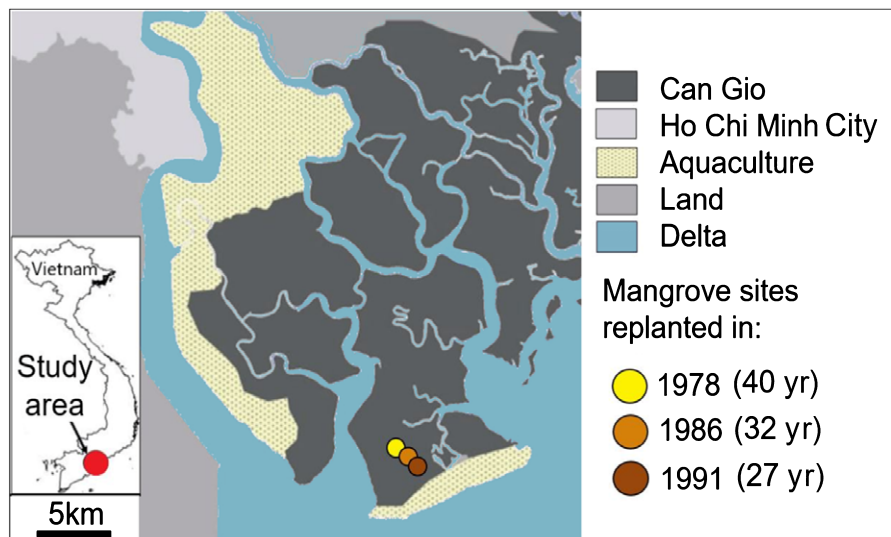 Can Gio
Ho Chi Minh City
Aquaculture
Land
Delta
Mangrove sites
replanted in:
1978 (40 yr)
1986 (32 yr)
1991 (27 yr)
Vietnam
Study
area
5km